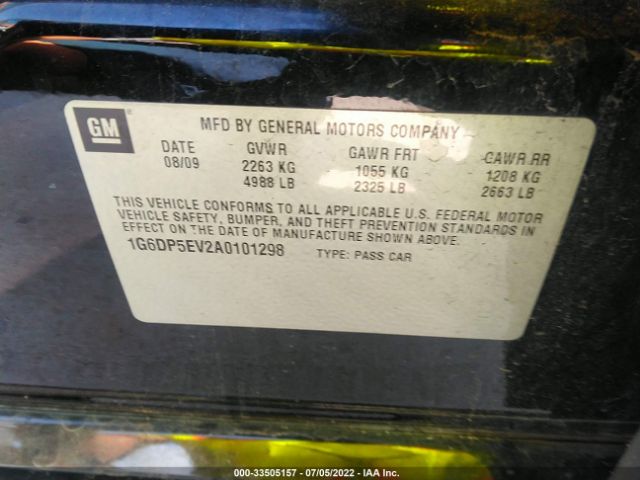 GM
MFD BY GENERAL MOTORS COMPANY
DATE GVWR GAWR FRT GAWR RR
08/09 2263 KG 1055 KG 1208 KG
4988 LB 2325 LB 2663 LB
THIS VEHICLE CONFORMS TO ALL APPLICABLE U.S. FEDERAL MOTOR
VEHICLE SAFETY, BUMPER, AND THEFT PREVENTION STANDARDS IN
EFFECT ON THE DATE OF MANUFACTURE SHOWN ABOVE.
1G6DP5EV2A0101298 TYPE: PASS CAR
000-33505157 - 07/05/2022 - IAA Inc.